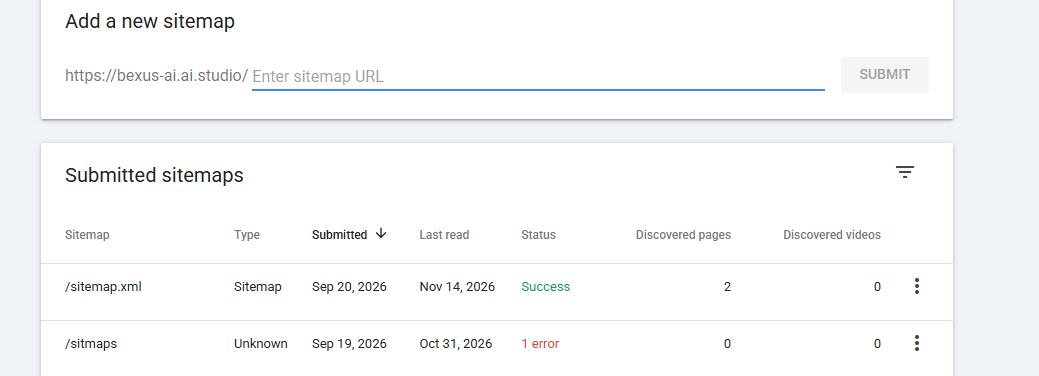 Add a new sitemap
https://bexus-ai.ai.studio/ Enter sitemap URL SUBMIT
Submitted sitemaps
Sitemap Type Submitted Last read Status Discovered pages Discovered videos
/sitemap.xml Sitemap Sep 20, 2026 Nov 14, 2026 Success 2 0
/sitmaps Unknown Sep 19, 2026 Oct 31, 2026 1 error 0 0